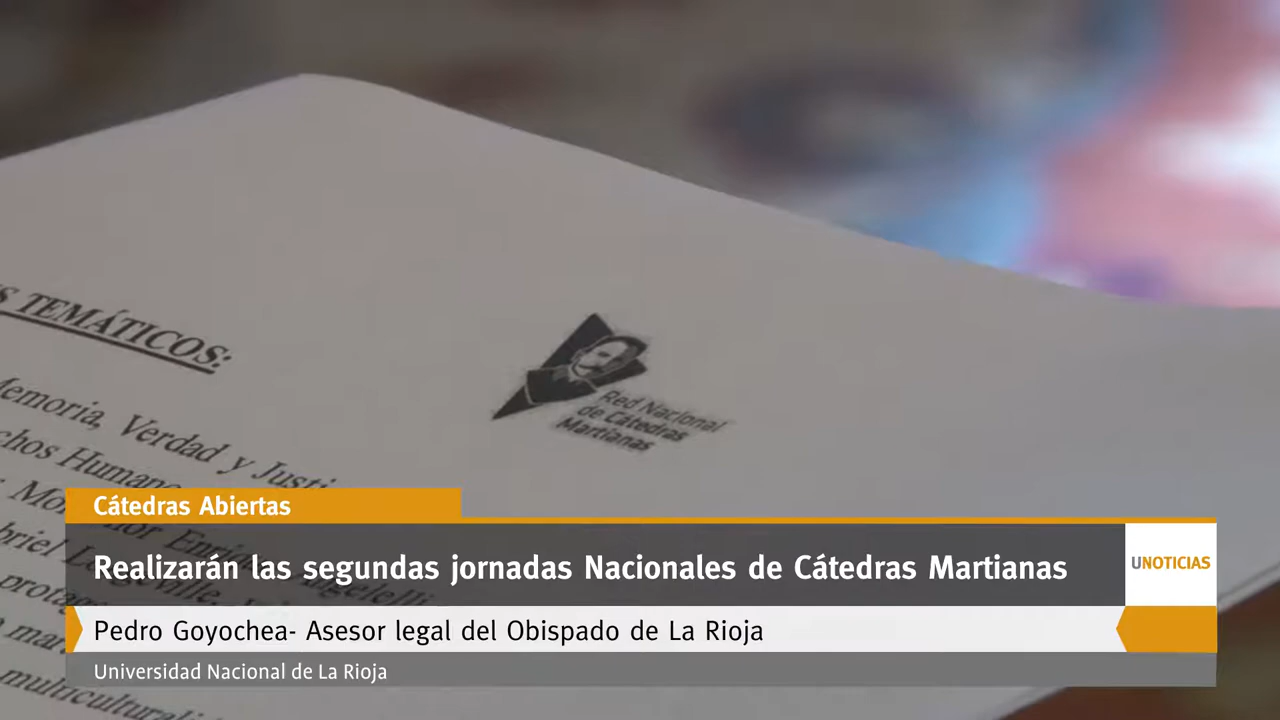 TEMÁTICOS:
Memoria, Verdad y Justi
Humano
Red Nacional
de Cátedras
Martianas
Cátedras Abiertas
Realizarán las segundas jornadas Nacionales de Cátedras Martianas
UNOTICIAS
Pedro Goyochea- Asesor legal del Obispado de La Rioja
Universidad Nacional de La Rioja